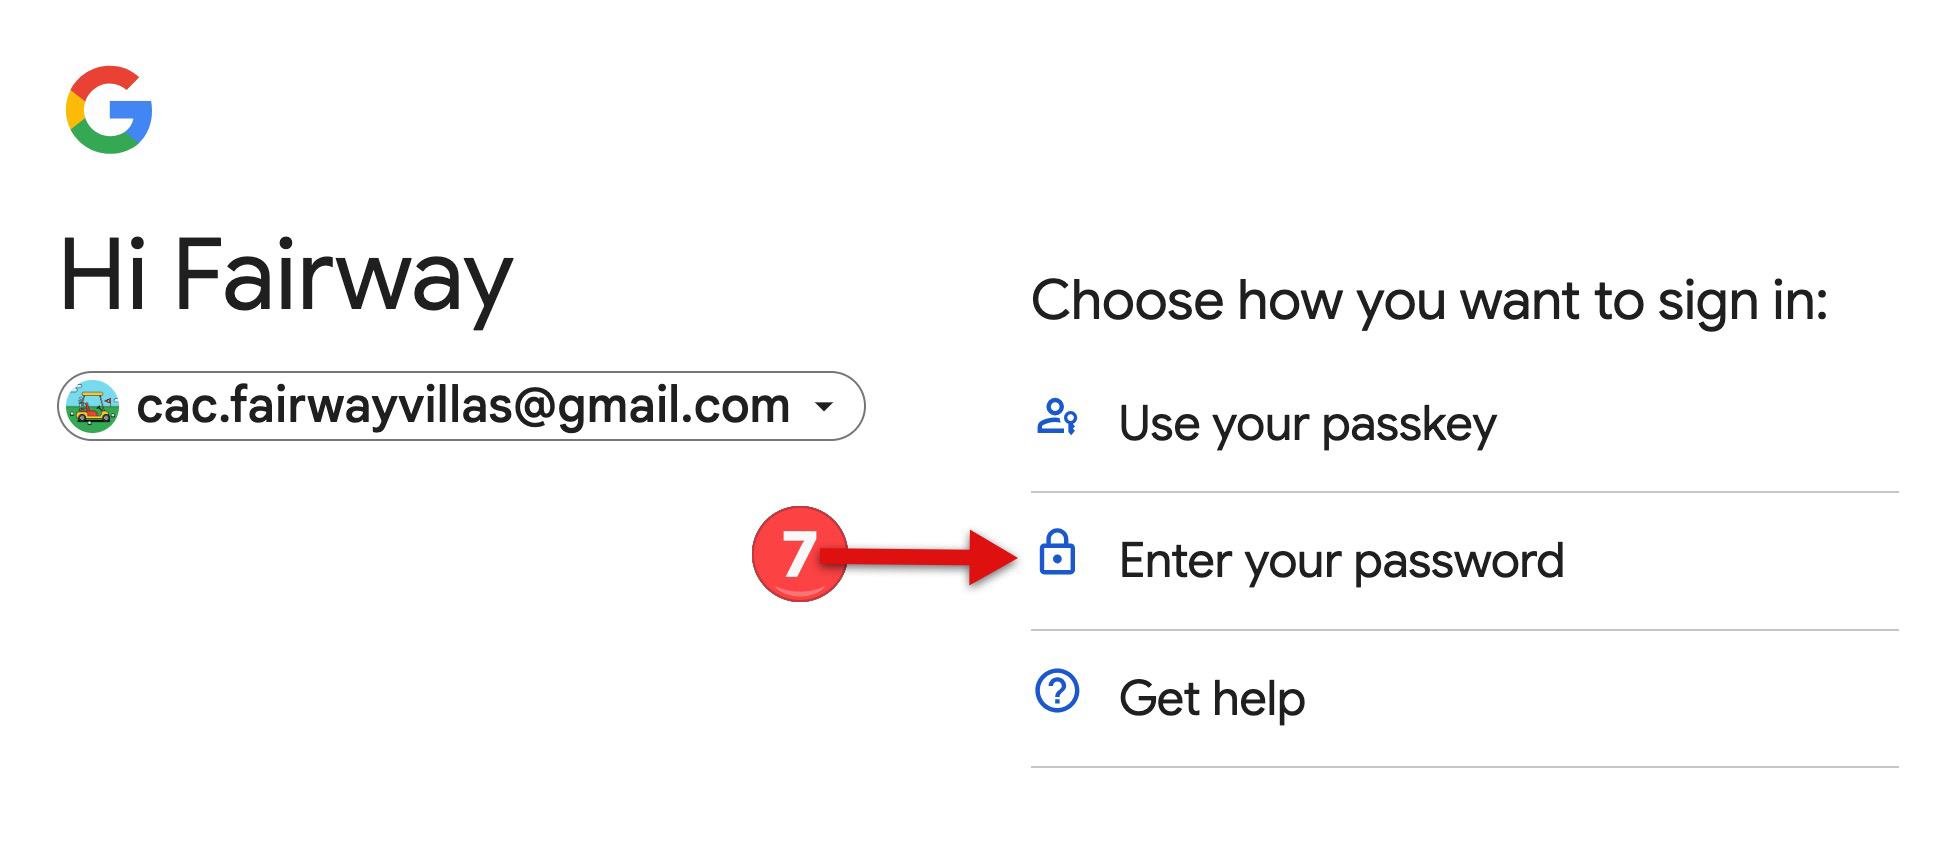 Hi Fairway
cac.fairwayvillas@gmail.com
Choose how you want to sign in:
Use your passkey
7
Enter your password
Get help